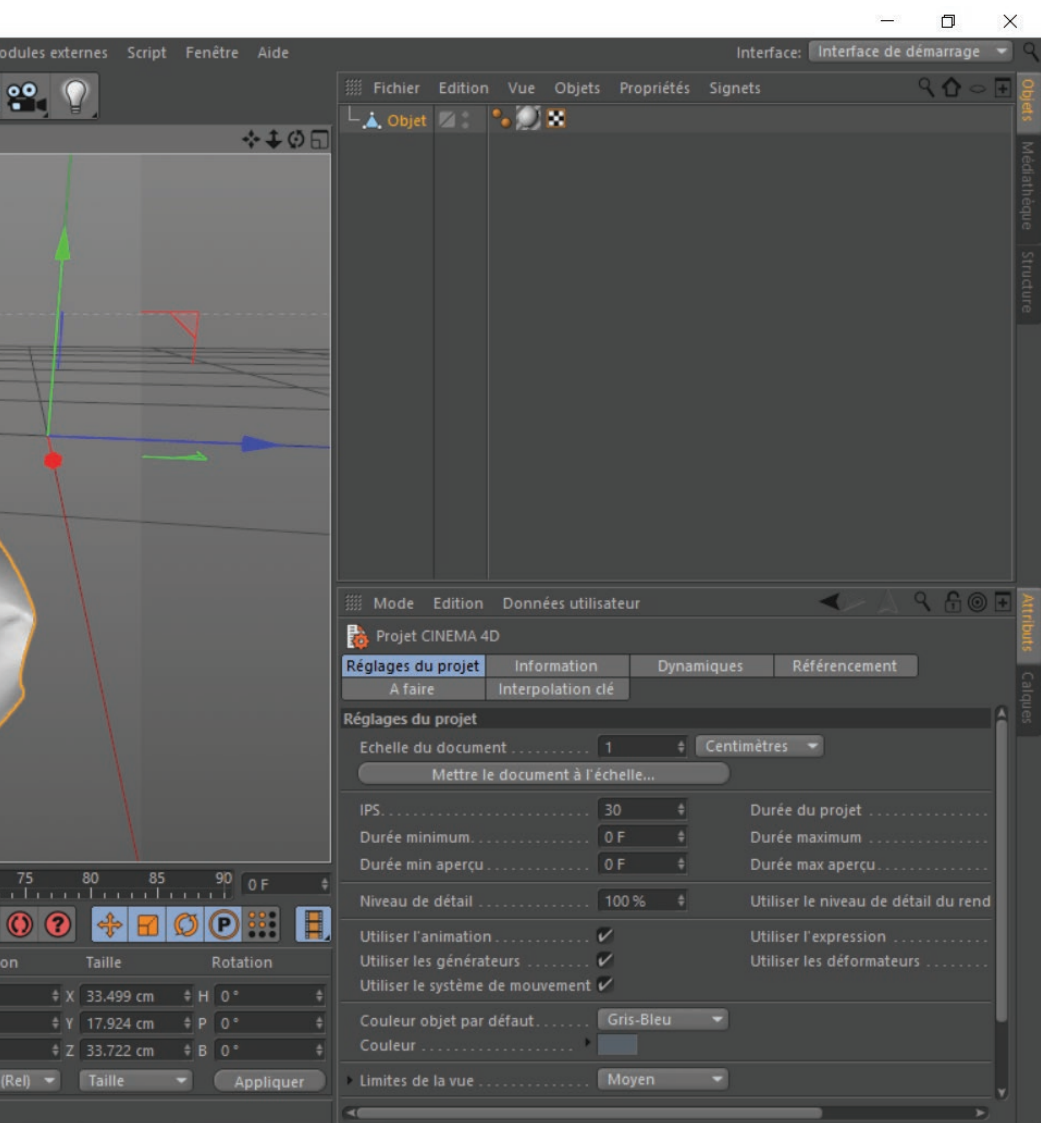 odules externes Script Fenêtre Aide
Interface: Interface de démarrage
Fichier Edition Vue Objets Propriétés Signets
Objet
Objets
Médiathèque
Structure
Mode Edition Données utilisateur
Projet CINEMA 4D
Réglages du projet Information Dynamiques Référencement
A faire Interpolation clé
Attributs
Calques
Réglages du projet
Echelle du document 1 Centimètres
Mettre le document à l'échelle...
IPS 30 Durée du projet
Durée minimum 0 F Durée maximum
Durée min aperçu 0 F Durée max aperçu
Niveau de détail 100 % Utiliser le niveau de détail du rend
Utiliser l'animation Utiliser l'expression
Utiliser les générateurs Utiliser les déformateurs
Utiliser le système de mouvement
Couleur objet par défaut Gris-Bleu
Couleur
Limites de la vue Moyen
75 80 85 90 0 F
? P
on Taille Rotation
X 33.499 cm H 0 °
Y 17.924 cm P 0 °
Z 33.722 cm B 0 °
(Rel) Taille Appliquer